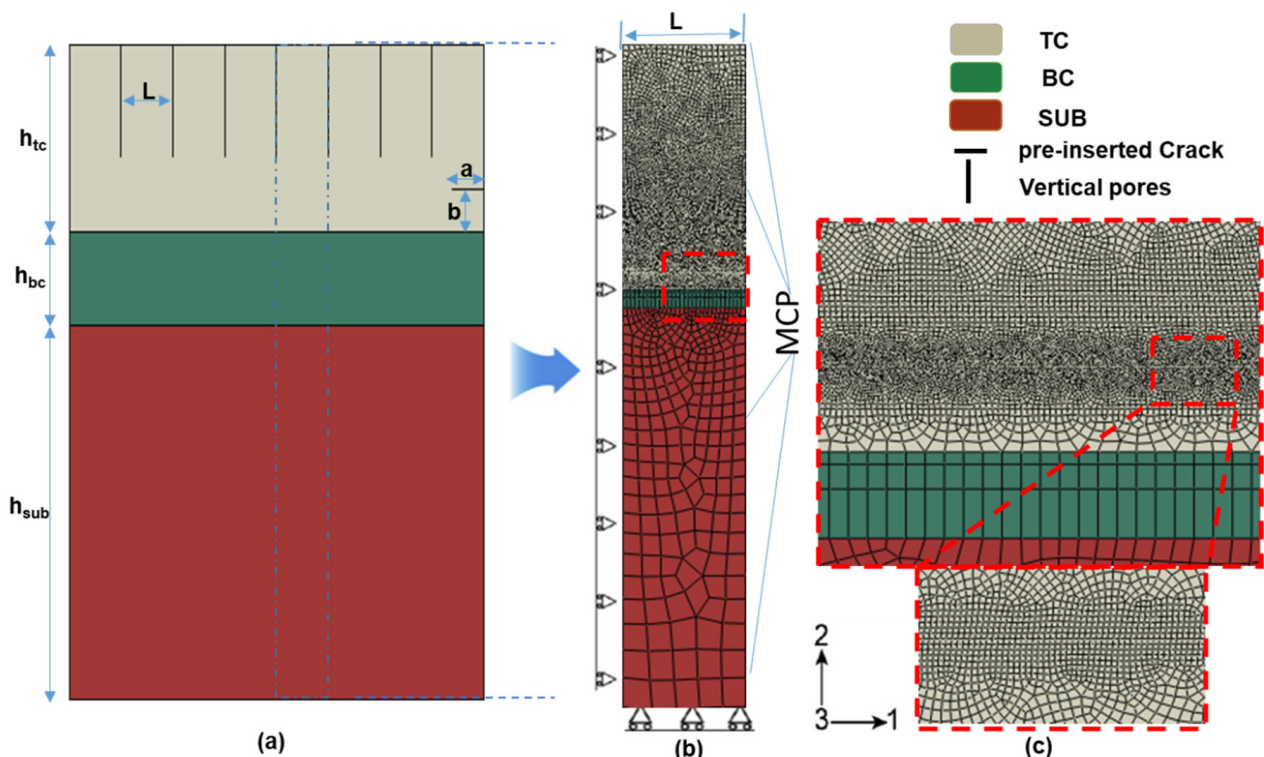 L
h_tc
a
b
h_bc
h_sub
(a)
L
MCP
(b)
TC
BC
SUB
pre-inserted Crack
Vertical pores
2
3
1
(c)